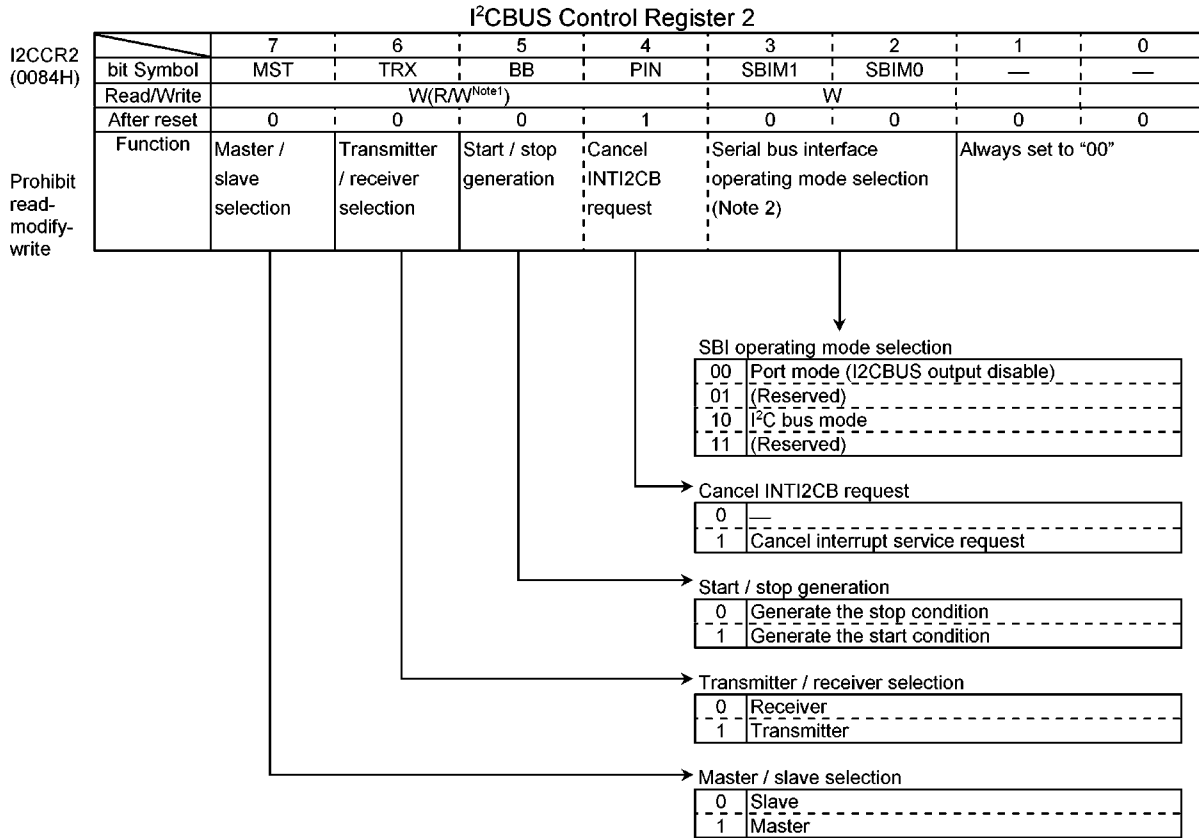 I²CBUS Control Register 2
I2CCR2
(0084H)
7 6 5 4 3 2 1 0
bit Symbol MST TRX BB PIN SBIM1 SBIM0 — —
Read/Write W(R/W^Note1) W
After reset 0 0 0 1 0 0 0 0
Prohibit
read-
modify-
write
Function
Master /
slave
selection
Transmitter
/ receiver
selection
Start / stop
generation
Cancel
INTI2CB
request
Serial bus interface
operating mode selection
(Note 2)
Always set to “00”
SBI operating mode selection
00 Port mode (I2CBUS output disable)
01 (Reserved)
10 I²C bus mode
11 (Reserved)
Cancel INTI2CB request
0 —
1 Cancel interrupt service request
Start / stop generation
0 Generate the stop condition
1 Generate the start condition
Transmitter / receiver selection
0 Receiver
1 Transmitter
Master / slave selection
0 Slave
1 Master